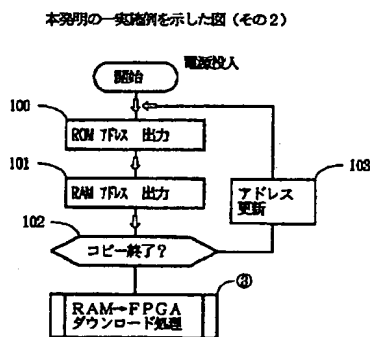 本発明の一実施例を示した図(その2)
電源投入
開始
100
ROM アドレス 出力
101
RAM アドレス 出力
103
アドレス
更新
102
コピー終了?
③
RAM→FPGA
ダウンロード処理